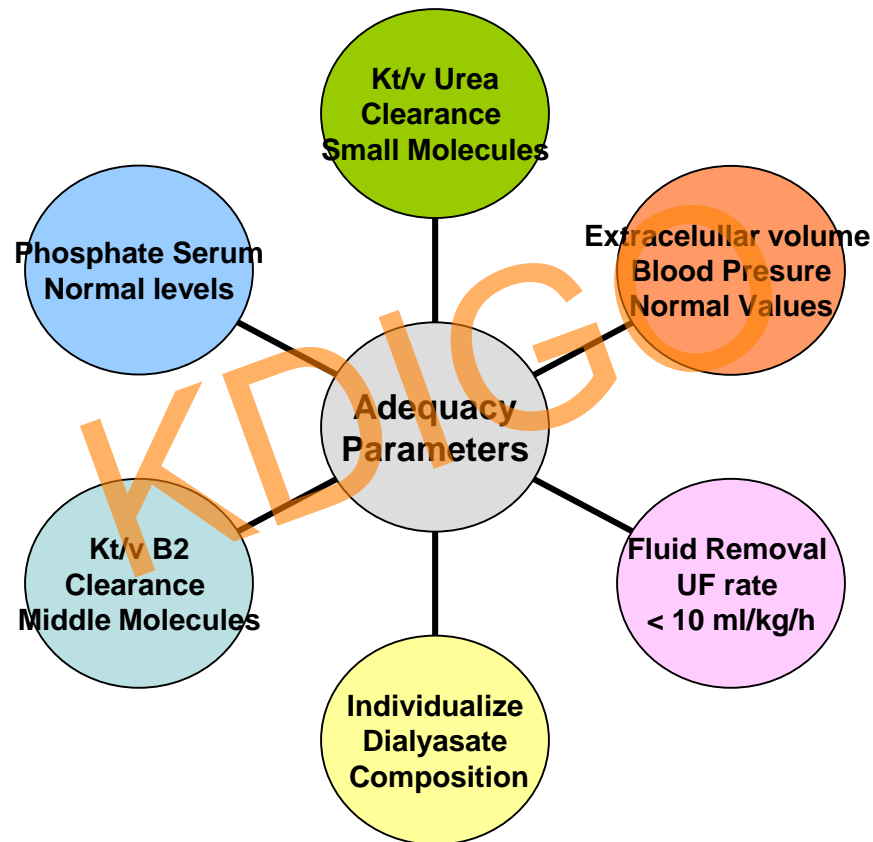 Kt/v Urea
Clearance
Small Molecules
Phosphate Serum
Normal levels
Extracelullar volume
Blood Presure
Normal Values
Adequacy
Parameters
KDIGO
Kt/v B2
Clearance
Middle Molecules
Fluid Removal
UF rate
< 10 ml/kg/h
Individualize
Dialyasate
Composition